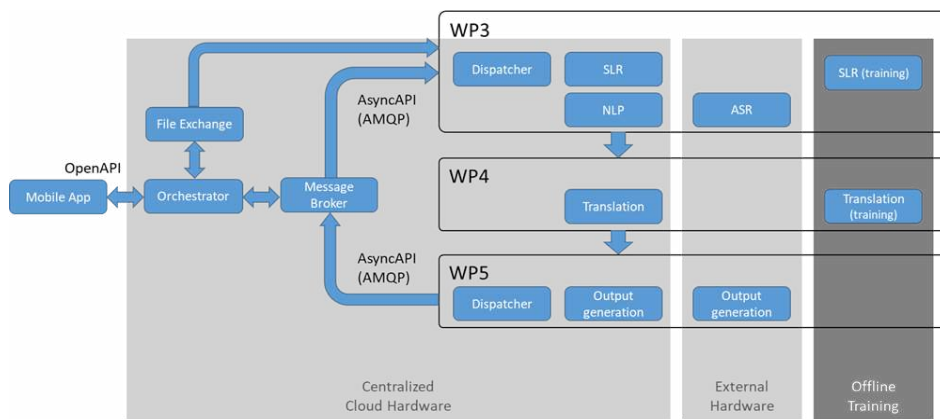 WP3
Dispatcher
SLR
SLR (training)
AsyncAPI
(AMQP)
NLP
ASR
File Exchange
OpenAPI
WP4
Mobile App
Orchestrator
Message
Broker
Translation
Translation
(training)
AsyncAPI
(AMQP)
WP5
Dispatcher
Output
generation
Output
generation
Centralized
Cloud Hardware
External
Hardware
Offline
Training